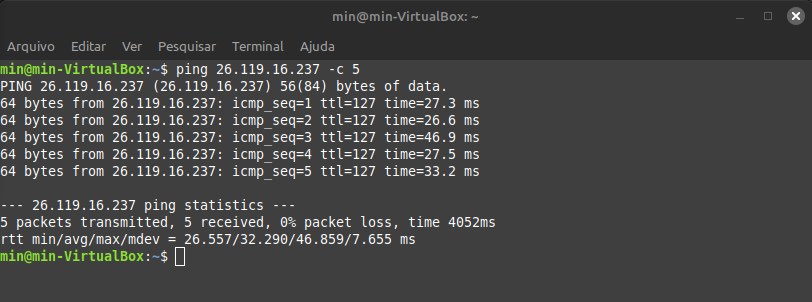 min@min-VirtualBox: ~
Arquivo Editar Ver Pesquisar Terminal Ajuda
min@min-VirtualBox:~$ ping 26.119.16.237 -c 5
PING 26.119.16.237 (26.119.16.237) 56(84) bytes of data.
64 bytes from 26.119.16.237: icmp_seq=1 ttl=127 time=27.3 ms
64 bytes from 26.119.16.237: icmp_seq=2 ttl=127 time=26.6 ms
64 bytes from 26.119.16.237: icmp_seq=3 ttl=127 time=46.9 ms
64 bytes from 26.119.16.237: icmp_seq=4 ttl=127 time=27.5 ms
64 bytes from 26.119.16.237: icmp_seq=5 ttl=127 time=33.2 ms
--- 26.119.16.237 ping statistics ---
5 packets transmitted, 5 received, 0% packet loss, time 4052ms
rtt min/avg/max/mdev = 26.557/32.290/46.859/7.655 ms
min@min-VirtualBox:~$